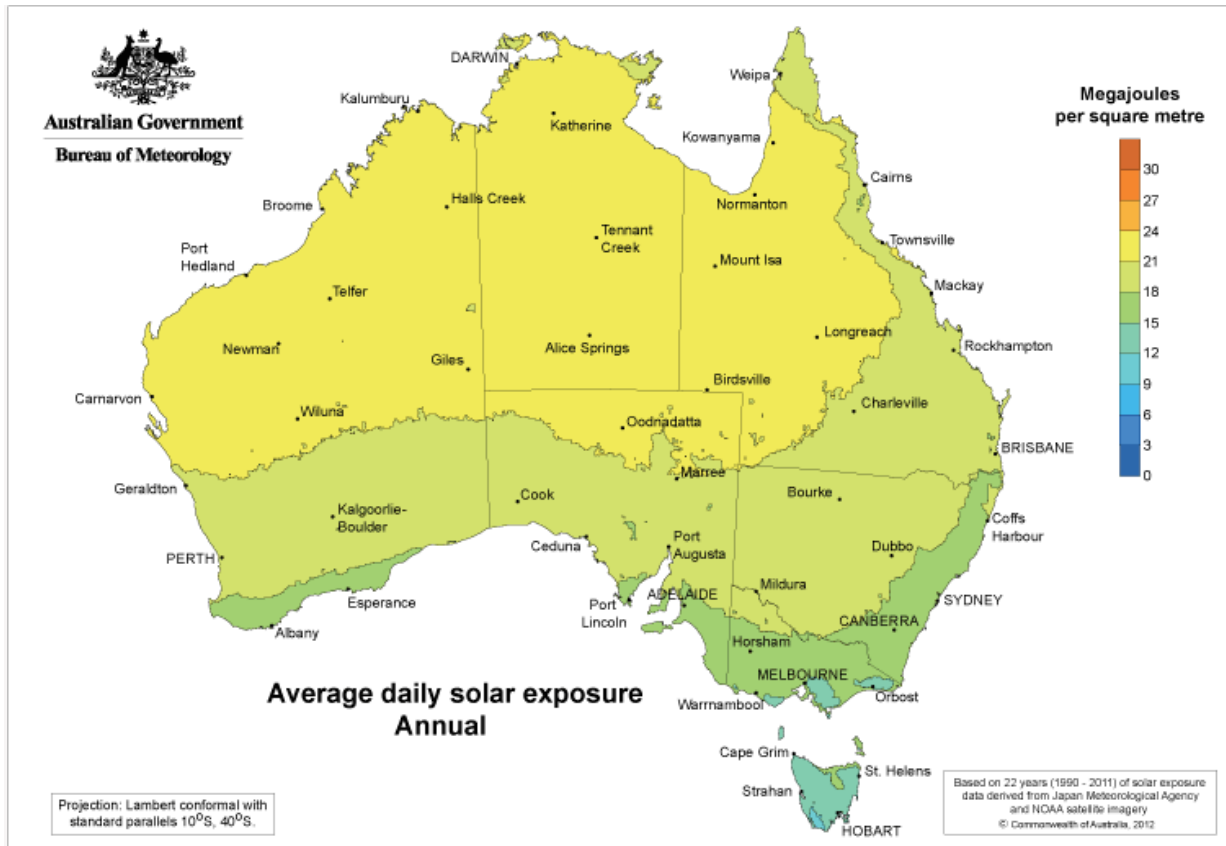 Australian Government
Bureau of Meteorology
DARWIN
Weipa
Kalumburu
Katherine
Kowanyama
Cairns
Halls Creek
Broome
Normanton
Tennant
Creek
Townsville
Port
Hedland
Mount Isa
Telfer
Mackay
Newman
Alice Springs
Longreach
Rockhampton
Giles
Birdsville
Carnarvon
Charleville
Wiluna
Oodnadatta
BRISBANE
Marree
Geraldton
Cook
Bourke
Kalgoorlie-
Boulder
Coffs
Harbour
Ceduna
Port
Augusta
Dubbo
PERTH
Mildura
Esperance
Port
Lincoln
ADELAIDE
SYDNEY
Albany
CANBERRA
Horsham
MELBOURNE
Warrnambool
Orbost
Cape Grim
St. Helens
Strahan
HOBART
Megajoules
per square metre
30
27
24
21
18
15
12
9
6
3
0
Average daily solar exposure
Annual
Projection: Lambert conformal with
standard parallels 10°S, 40°S.
Based on 22 years (1990 - 2011) of solar exposure
data derived from Japan Meteorological Agency
and NOAA satellite imagery
© Commonwealth of Australia, 2012